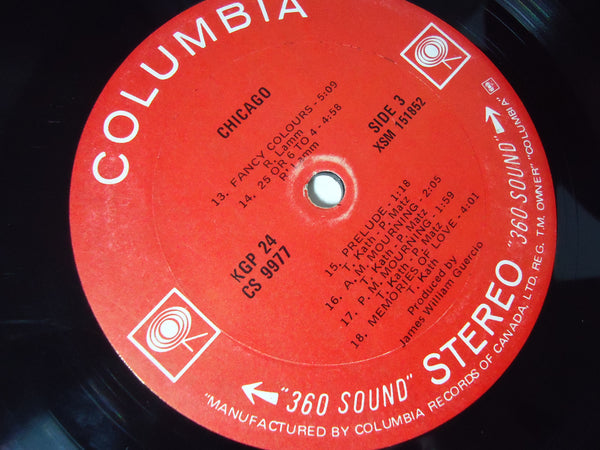 COLUMBIA
CHICAGO
13. FANCY COLOURS - 5:09
R. Lamm
14. 25 OR 6 TO 4 - 4:58
R. Lamm
SIDE 3
XSM 151852
KGP 24
CS 9977
15. PRELUDE - 1:18
T. Kath - P. Matz
16. A.M. MOURNING - 2:05
T. Kath - P. Matz
17. P.M. MOURNING - 1:59
T. Kath - P. Matz
18. MEMORIES OF LOVE - 4:01
T. Kath
Produced by
James William Guercio
"360 SOUND" STEREO "360 SOUND"
"MANUFACTURED BY COLUMBIA RECORDS OF CANADA, LTD. REG. T.M. OWNER "COLUMBIA"